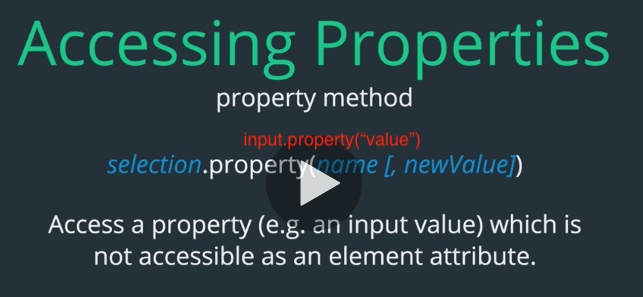 Accessing Properties
property method
input.property(“value”)
selection.property(name [, newValue])
Access a property (e.g. an input value) which is
not accessible as an element attribute.